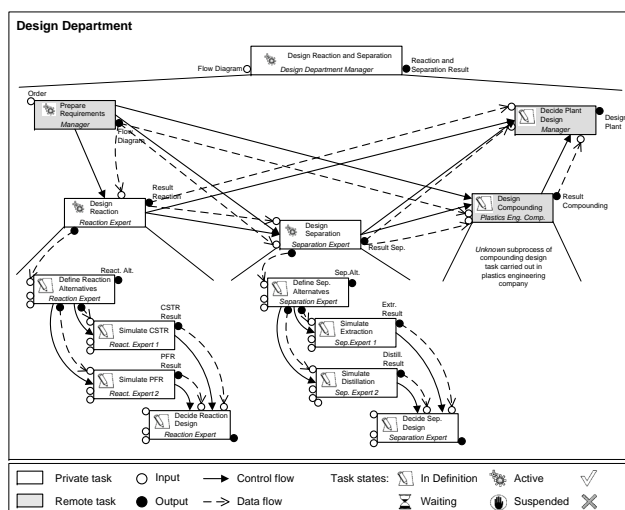 Design Department
Design Reaction and Separation
Design Department Manager
Flow Diagram
Reaction and
Separation Result
Order
Prepare
Requirements
Manager
Flow
Diagram
Decide Plant
Design
Manager
Design
Plant
Result
Reaction
Design
Reaction
Reaction Expert
Design
Separation
Separation Expert
Result Sep.
Design
Compounding
Plastics Eng. Comp.
Result
Compounding
Unknown subprocess of
compounding design
task carried out in
plastics engineering
company
React. Alt.
Define Reaction
Alternatives
Reaction Expert
Sep.Alt.
Define Sep.
Alternatves
Separation Expert
CSTR
Result
Simulate CSTR
React. Expert 1
Extr.
Result
Simulate
Extraction
Sep.Expert 1
PFR
Result
Simulate PFR
React. Expert 2
Distill.
Result
Simulate
Distillation
Sep. Expert 2
Decide Reaction
Design
Reaction Expert
Decide Sep.
Design
Separation Expert
Private task
Input
Control flow
Task states:
In Definition
Active
Remote task
Output
Data flow
Waiting
Suspended